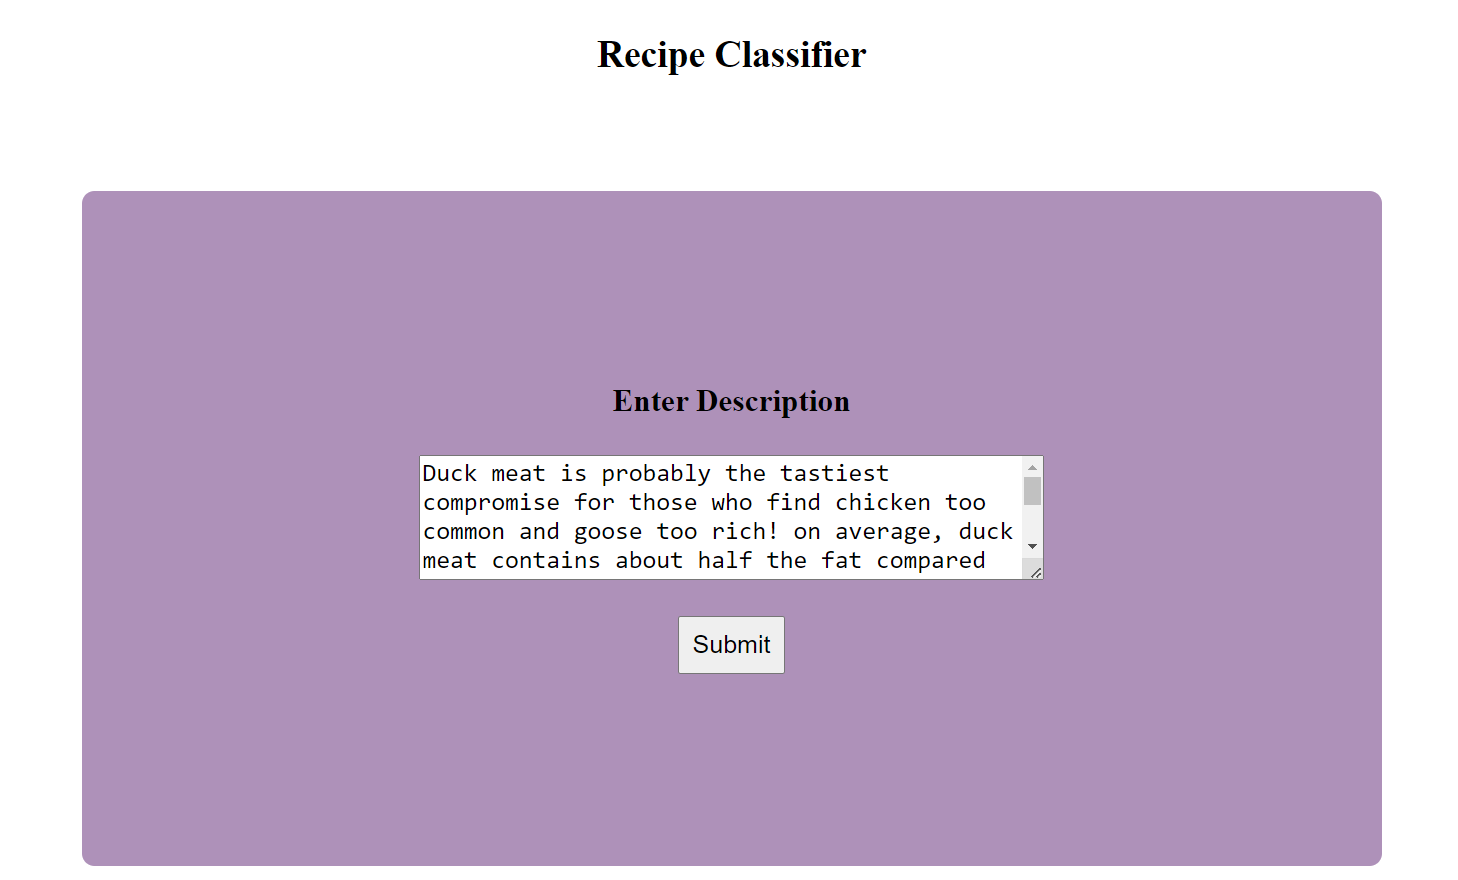 Recipe Classifier
Enter Description
Duck meat is probably the tastiest
compromise for those who find chicken too
common and goose too rich! on average, duck
meat contains about half the fat compared
Submit